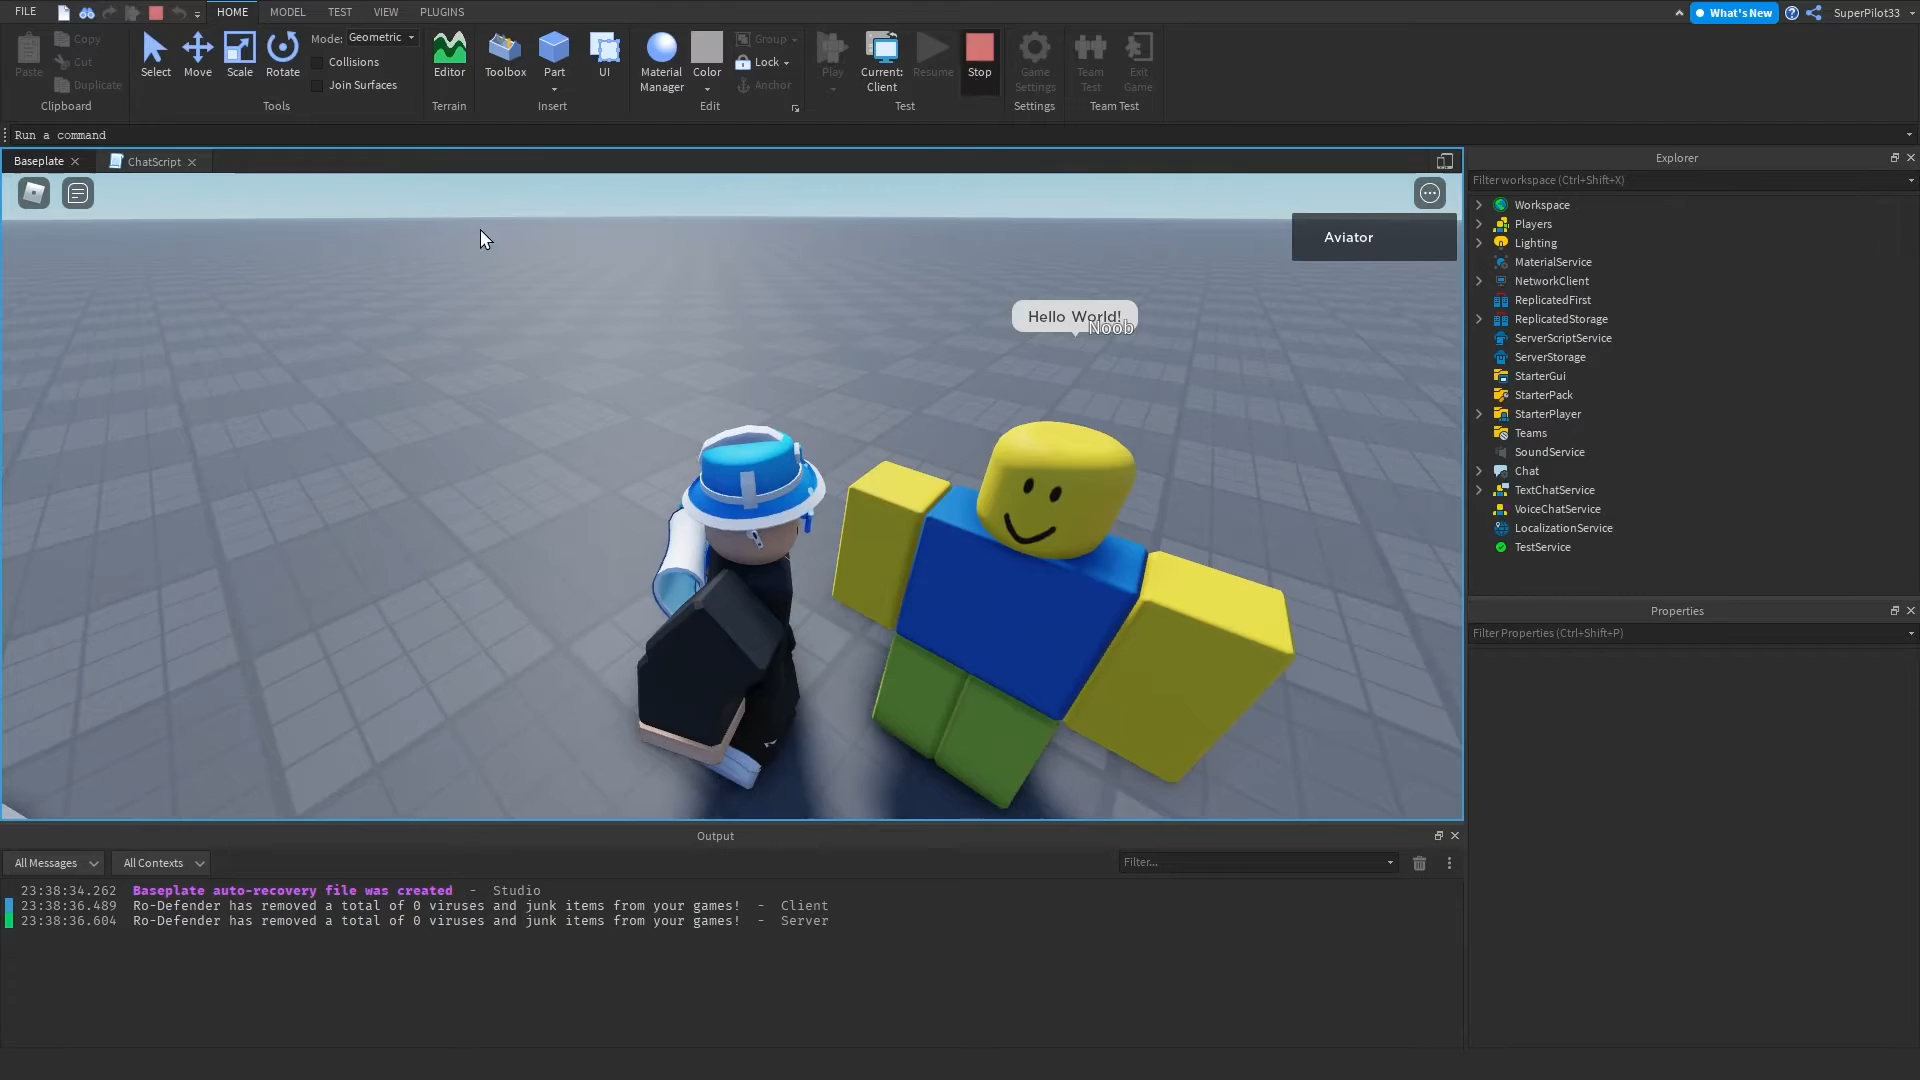 FILE HOME MODEL TEST VIEW PLUGINS What's New SuperPilot33
Paste Copy Cut Duplicate Clipboard
Select Move Scale Rotate Mode: Geometric Collisions Join Surfaces Tools
Editor Terrain
Toolbox Part UI Insert
Material Manager Color Group Lock Anchor Edit
Play Current: Client Resume Stop Test
Game Settings Settings
Team Test Exit Game Team Test
Run a command
Baseplate ChatScript
Aviator
Hello World!
Noob
Explorer
Filter workspace (Ctrl+Shift+X)
Workspace
Players
Lighting
MaterialService
NetworkClient
ReplicatedFirst
ReplicatedStorage
ServerScriptService
ServerStorage
StarterGui
StarterPack
StarterPlayer
Teams
SoundService
Chat
TextChatService
VoiceChatService
LocalizationService
TestService
Properties
Filter Properties (Ctrl+Shift+P)
Output
All Messages All Contexts Filter...
23:38:34.262 Baseplate auto-recovery file was created - Studio
23:38:36.489 Ro-Defender has removed a total of 0 viruses and junk items from your games! - Client
23:38:36.604 Ro-Defender has removed a total of 0 viruses and junk items from your games! - Server